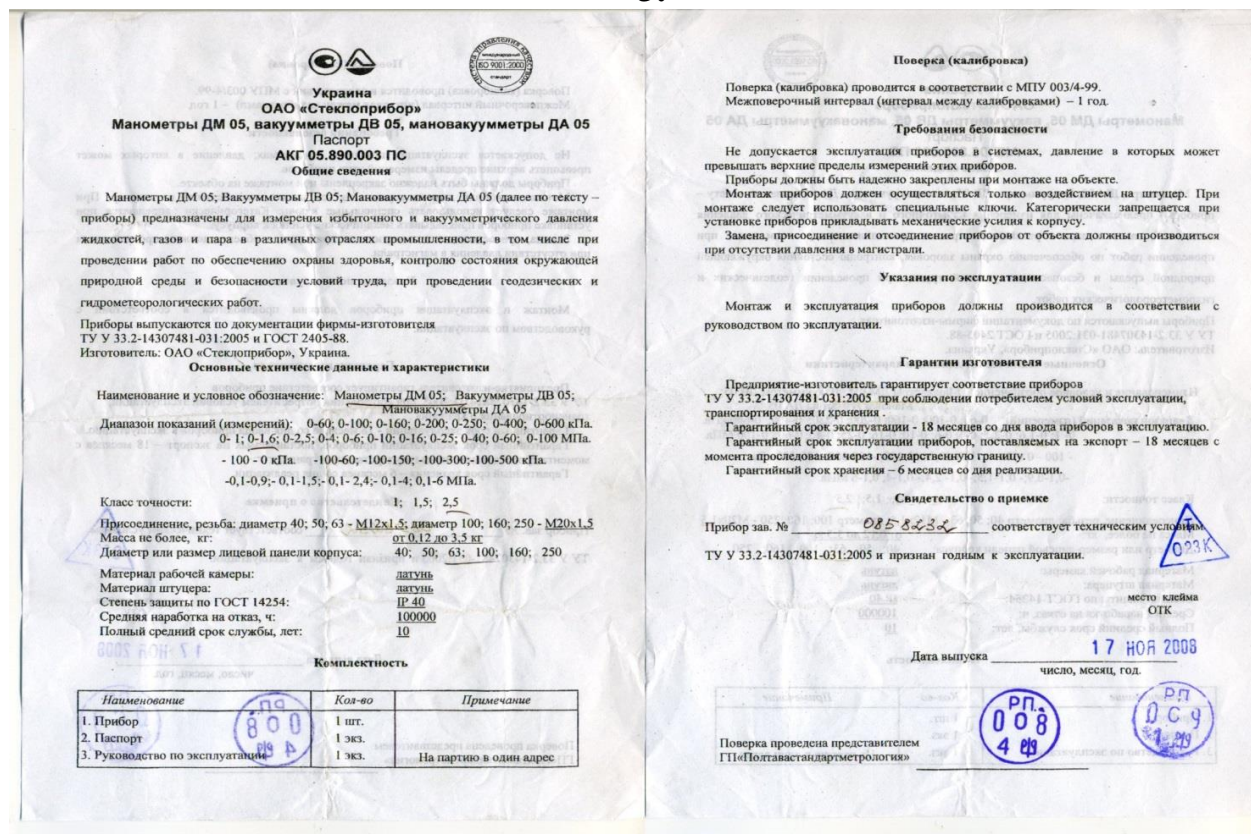 система управления качеством
международный
ISO 9001:2000
стандарт
Украина
ОАО «Стеклоприбор»
Манометры ДМ 05, вакуумметры ДВ 05, мановакуумметры ДА 05
Паспорт
АКГ 05.890.003 ПС
Общие сведения
Манометры ДМ 05; Вакуумметры ДВ 05; Мановакуумметры ДА 05 (далее по тексту –
приборы) предназначены для измерения избыточного и вакуумметрического давления
жидкостей, газов и пара в различных отраслях промышленности, в том числе при
проведении работ по обеспечению охраны здоровья, контролю состояния окружающей
природной среды и безопасности условий труда, при проведении геодезических и
гидрометеорологических работ.
Приборы выпускаются по документации фирмы-изготовителя
ТУ У 33.2-14307481-031:2005 и ГОСТ 2405-88.
Изготовитель: ОАО «Стеклоприбор», Украина.
Основные технические данные и характеристики
Наименование и условное обозначение: Манометры ДМ 05; Вакуумметры ДВ 05;
Мановакуумметры ДА 05
Диапазон показаний (измерений): 0-60; 0-100; 0-160; 0-200; 0-250; 0-400; 0-600 кПа.
0- 1; 0-1,6; 0-2,5; 0-4; 0-6; 0-10; 0-16; 0-25; 0-40; 0-60; 0-100 МПа.
- 100 - 0 кПа. -100-60; -100-150; -100-300;-100-500 кПа.
-0,1-0,9;- 0,1-1,5;- 0,1- 2,4;- 0,1-4; 0,1-6 МПа.
Класс точности: 1; 1,5; 2,5
Присоединение, резьба: диаметр 40; 50; 63 - М12х1,5; диаметр 100; 160; 250 - М20х1,5
Масса не более, кг: от 0,12 до 3,5 кг
Диаметр или размер лицевой панели корпуса: 40; 50; 63; 100; 160; 250
Материал рабочей камеры: латунь
Материал штуцера: латунь
Степень защиты по ГОСТ 14254: IP 40
Средняя наработка на отказ, ч: 100000
Полный средний срок службы, лет: 10
Комплектность
Наименование Кол-во Примечание
1. Прибор 1 шт.
2. Паспорт 1 экз.
3. Руководство по эксплуатации 1 экз. На партию в один адрес
Поверка (калибровка)
Поверка (калибровка) проводится в соответствии с МПУ 003/4-99.
Межповерочный интервал (интервал между калибровками) – 1 год.
Требования безопасности
Не допускается эксплуатация приборов в системах, давление в которых может
превышать верхние пределы измерений этих приборов.
Приборы должны быть надежно закреплены при монтаже на объекте.
Монтаж приборов должен осуществляться только воздействием на штуцер. При
монтаже следует использовать специальные ключи. Категорически запрещается при
установке приборов прикладывать механические усилия к корпусу.
Замена, присоединение и отсоединение приборов от объекта должны производиться
при отсутствии давления в магистрали.
Указания по эксплуатации
Монтаж и эксплуатация приборов должны производится в соответствии с
руководством по эксплуатации.
Гарантии изготовителя
Предприятие-изготовитель гарантирует соответствие приборов
ТУ У 33.2-14307481-031:2005 при соблюдении потребителем условий эксплуатации,
транспортирования и хранения .
Гарантийный срок эксплуатации - 18 месяцев со дня ввода приборов в эксплуатацию.
Гарантийный срок эксплуатации приборов, поставляемых на экспорт – 18 месяцев с
момента проследования через государственную границу.
Гарантийный срок хранения – 6 месяцев со дня реализации.
Свидетельство о приемке
Прибор зав. № 0858232 соответствует техническим условиям
ТУ У 33.2-14307481-031:2005 и признан годным к эксплуатации.
Т
023К
место клейма
ОТК
Дата выпуска 17 НОЯ 2008
число, месяц, год.
Поверка проведена представителем
ГП«Полтавастандартметрология»
РП.
008
4
РП